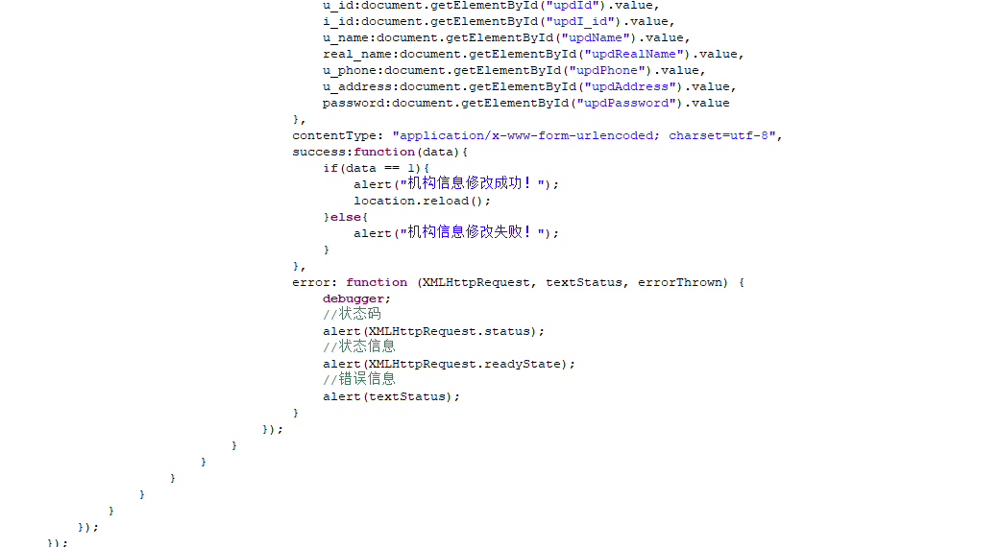 u_id:document.getElementById("updId").value,
i_id:document.getElementById("updI_id").value,
u_name:document.getElementById("updName").value,
real_name:document.getElementById("updRealName").value,
u_phone:document.getElementById("updPhone").value,
u_address:document.getElementById("updAddress").value,
password:document.getElementById("updPassword").value
},
contentType: "application/x-www-form-urlencoded; charset=utf-8",
success:function(data){
if(data == 1){
alert("机构信息修改成功！");
location.reload();
}else{
alert("机构信息修改失败！");
}
},
error: function (XMLHttpRequest, textStatus, errorThrown) {
debugger;
//状态码
alert(XMLHttpRequest.status);
//状态信息
alert(XMLHttpRequest.readyState);
//错误信息
alert(textStatus);
}
});
}
}
}
}
}
});
});